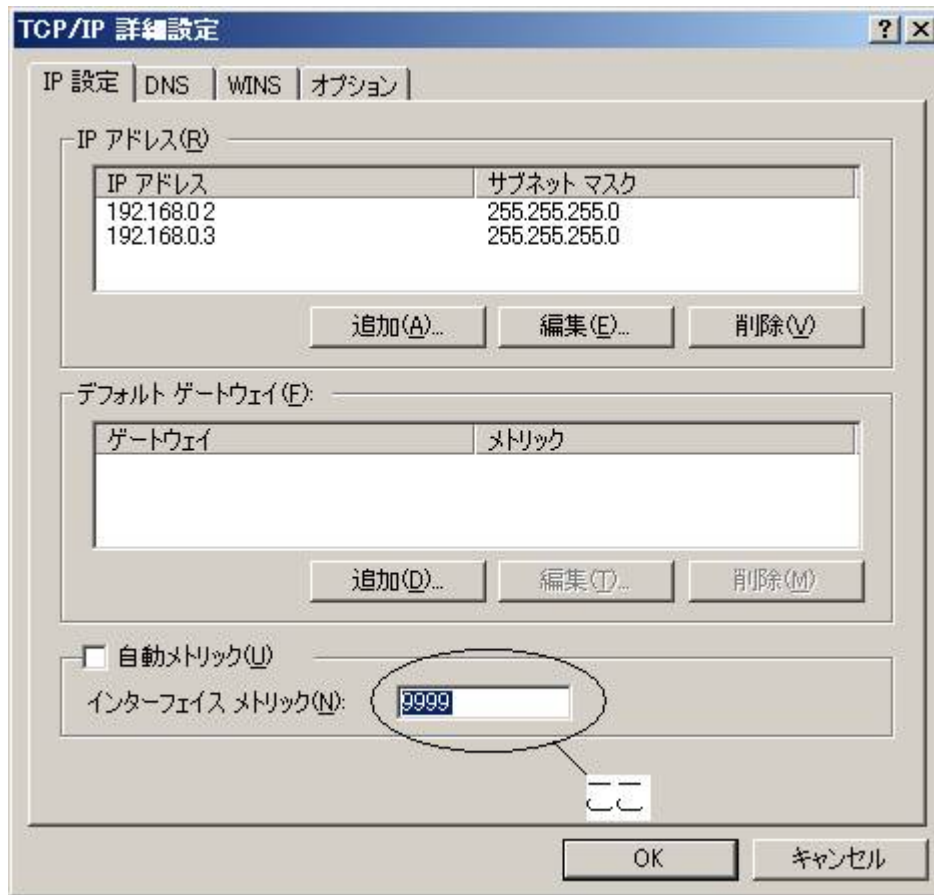 TCP/IP 詳細設定
IP 設定 DNS WINS オプション
IP アドレス(R)
IP アドレス サブネット マスク
192.168.0.2 255.255.255.0
192.168.0.3 255.255.255.0
追加(A)... 編集(E)... 削除(V)
デフォルト ゲートウェイ(F):
ゲートウェイ メトリック
追加(D)... 編集(T)... 削除(M)
自動メトリック(U)
インターフェイス メトリック(N): 9999
ここ
OK キャンセル